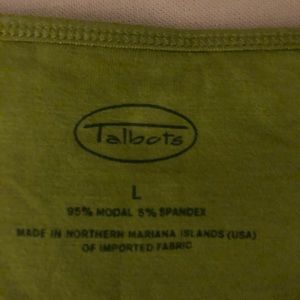 Talbots
L
95% MODAL 5% SPANDEX
MADE IN NORTHERN MARIANA ISLANDS (USA)
OF IMPORTED FABRIC